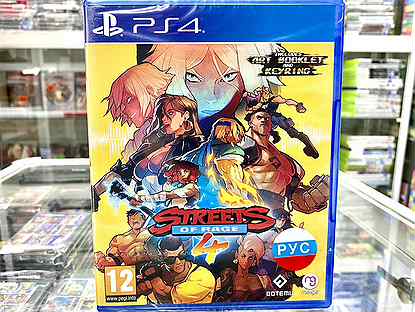 PS4
INCLUDES
ART BOOKLET
AND
KEYRING
STREETS
OF RAGE
4
РУС
12
www.pegi.info
DOTEMU